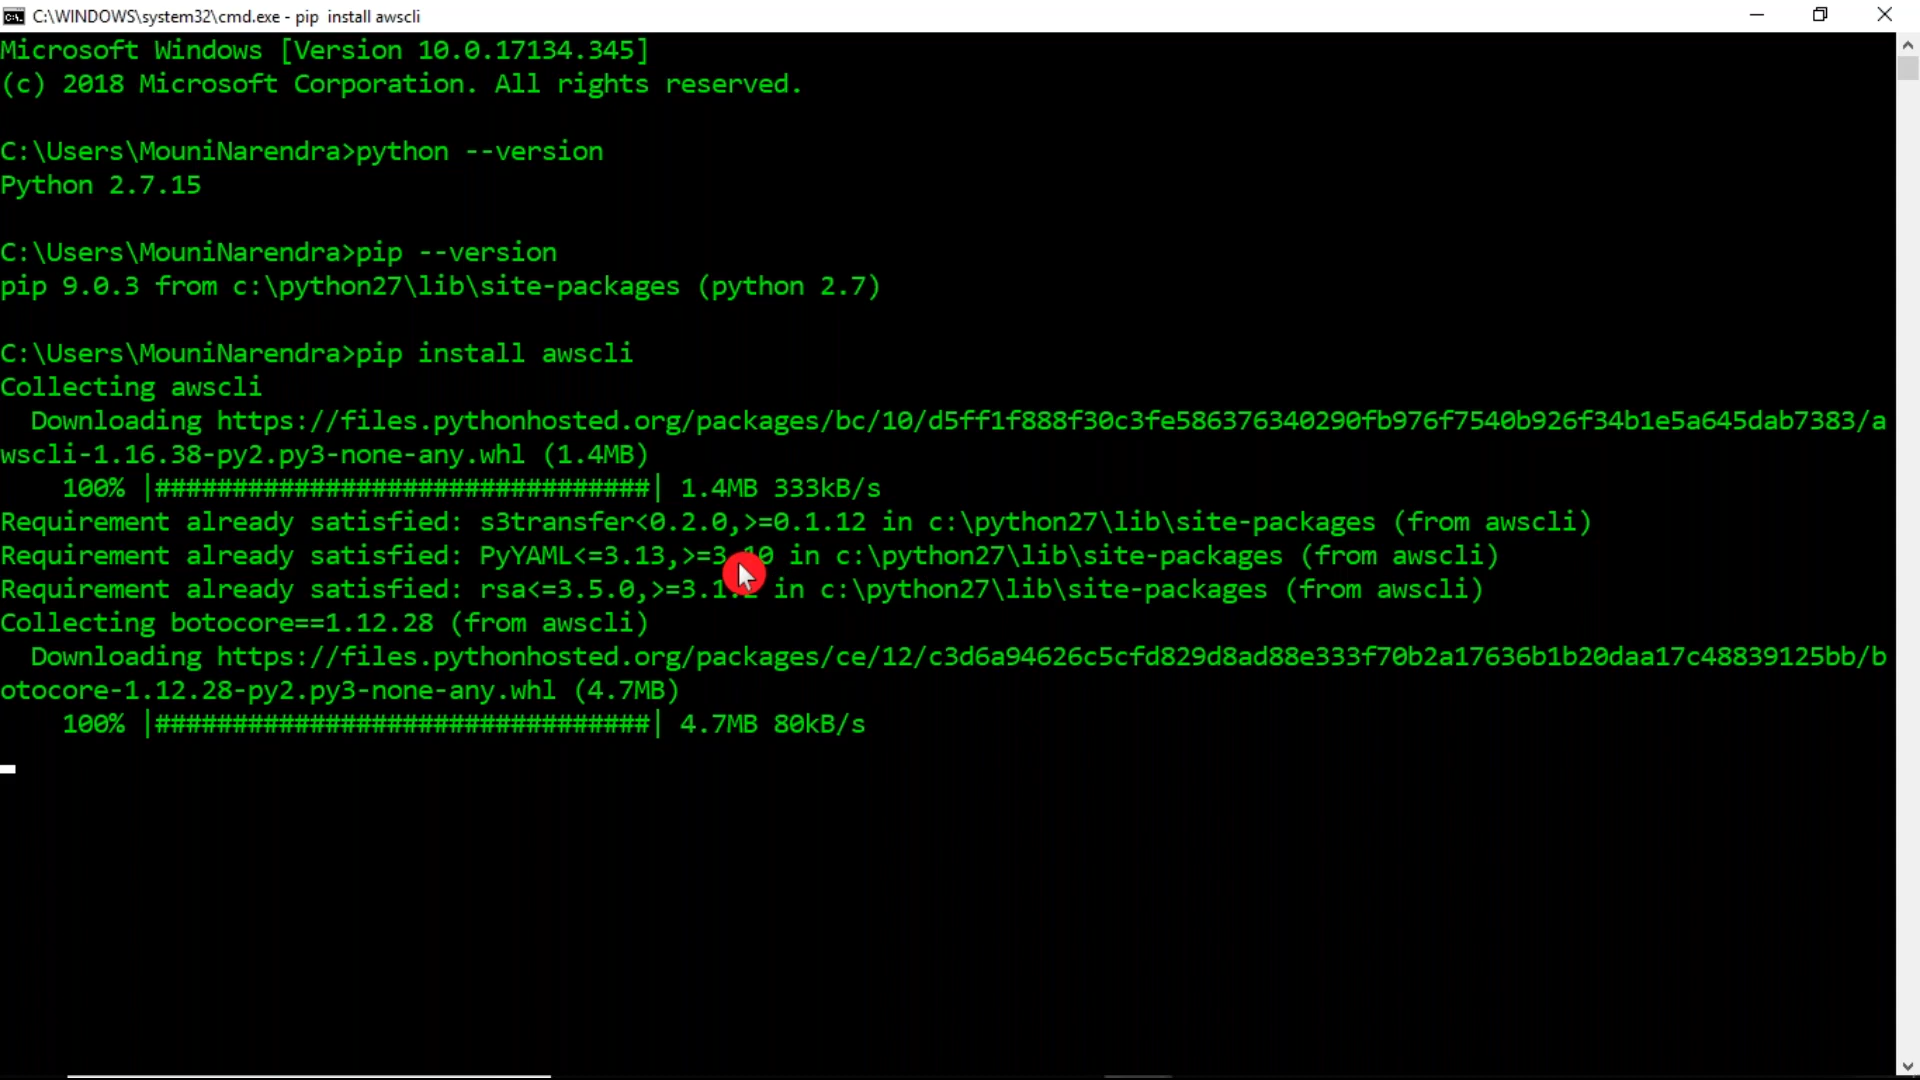 C:\WINDOWS\system32\cmd.exe - pip  install awscli
Microsoft Windows [Version 10.0.17134.345]
(c) 2018 Microsoft Corporation. All rights reserved.
C:\Users\MouniNarendra>python --version
Python 2.7.15
C:\Users\MouniNarendra>pip --version
pip 9.0.3 from c:\python27\lib\site-packages (python 2.7)
C:\Users\MouniNarendra>pip install awscli
Collecting awscli
  Downloading https://files.pythonhosted.org/packages/bc/10/d5ff1f888f30c3fe586376340290fb976f7540b926f34b1e5a645dab7383/a
wscli-1.16.38-py2.py3-none-any.whl (1.4MB)
    100% |################################| 1.4MB 333kB/s
Requirement already satisfied: s3transfer<0.2.0,>=0.1.12 in c:\python27\lib\site-packages (from awscli)
Requirement already satisfied: PyYAML<=3.13,>=3.10 in c:\python27\lib\site-packages (from awscli)
Requirement already satisfied: rsa<=3.5.0,>=3.1.2 in c:\python27\lib\site-packages (from awscli)
Collecting botocore==1.12.28 (from awscli)
  Downloading https://files.pythonhosted.org/packages/ce/12/c3d6a94626c5cfd829d8ad88e333f70b2a17636b1b20daa17c48839125bb/b
otocore-1.12.28-py2.py3-none-any.whl (4.7MB)
    100% |################################| 4.7MB 80kB/s